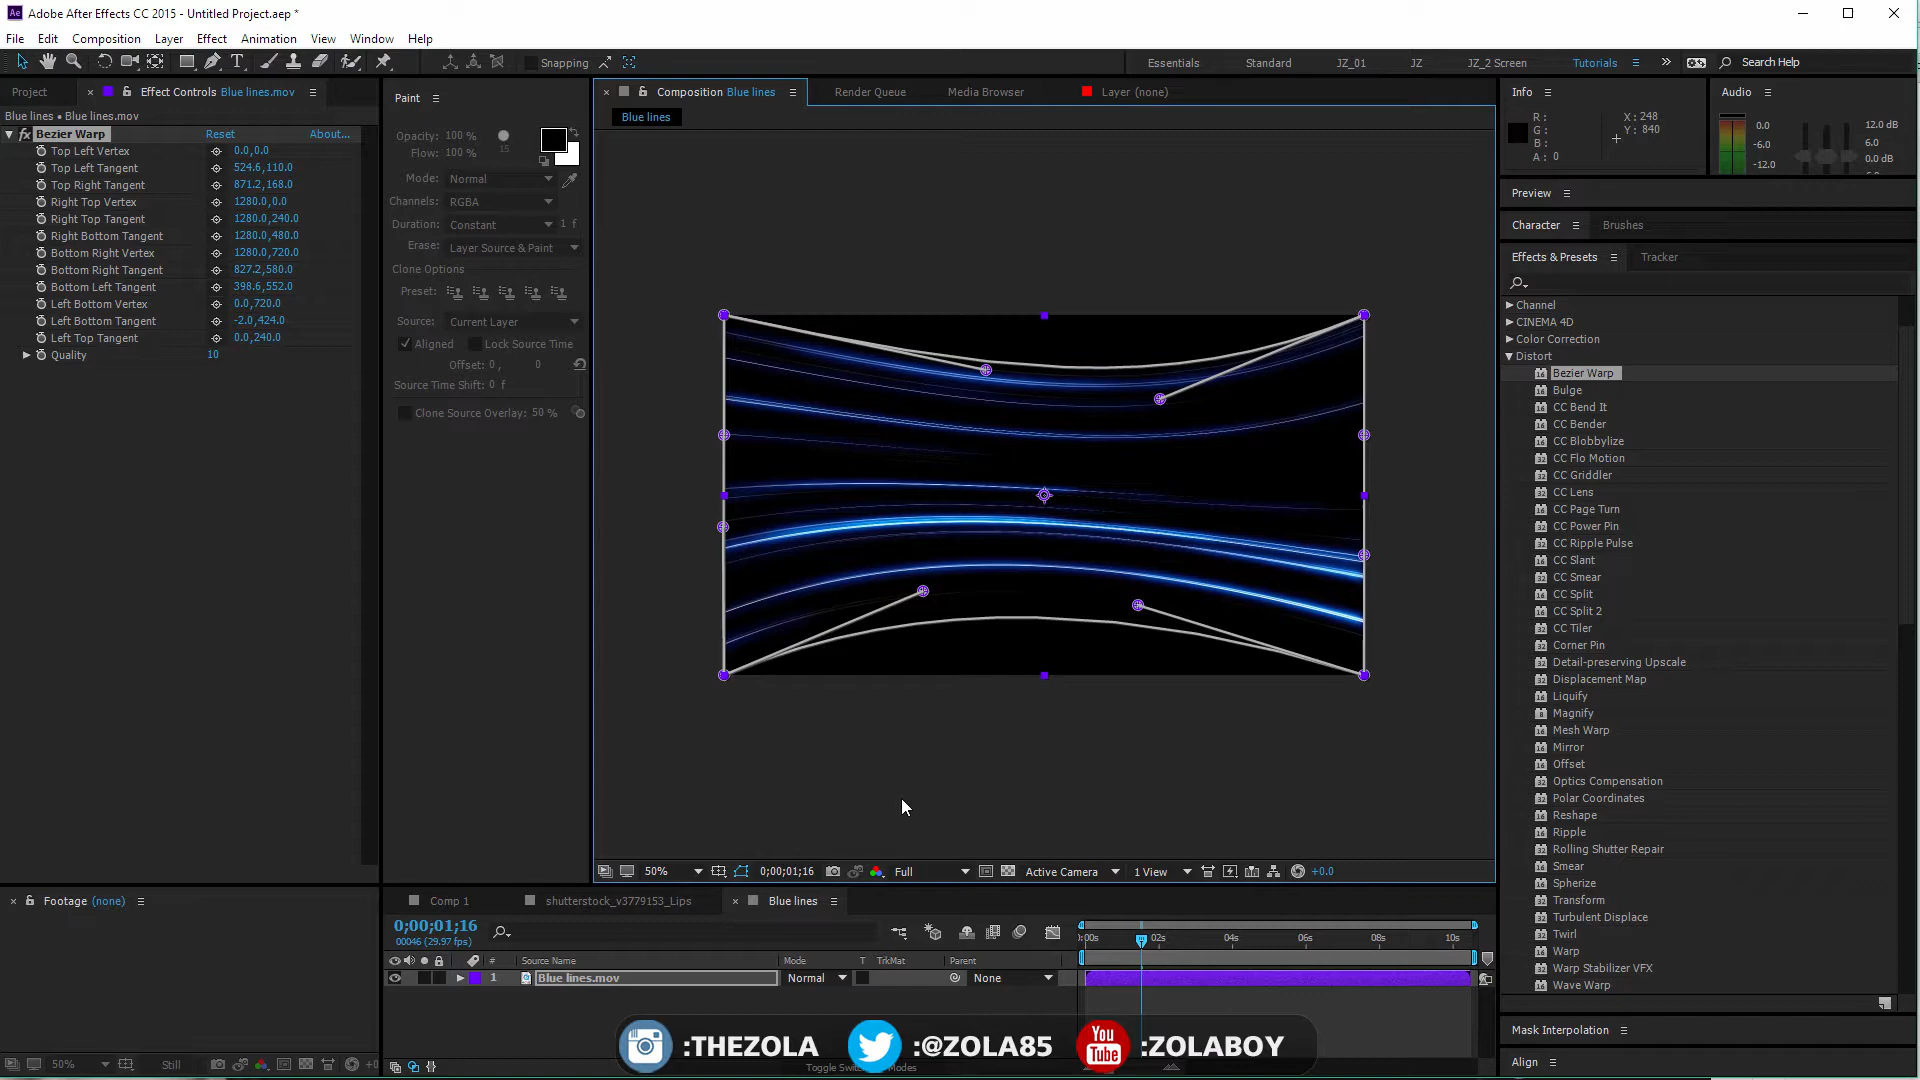 Adobe After Effects CC 2015 - Untitled Project.aep *
File Edit Composition Layer Effect Animation View Window Help
Snapping Essentials Standard JZ_01 JZ JZ_2 Screen Tutorials Search Help
Project Effect Controls Blue lines.mov
Blue lines • Blue lines.mov
fx Bezier Warp Reset About...
Top Left Vertex 0.0,0.0
Top Left Tangent 524.6,110.0
Top Right Tangent 871.2,168.0
Right Top Vertex 1280.0,0.0
Right Top Tangent 1280.0,240.0
Right Bottom Tangent 1280.0,480.0
Bottom Right Vertex 1280.0,720.0
Bottom Right Tangent 827.2,580.0
Bottom Left Tangent 398.6,552.0
Left Bottom Vertex 0.0,720.0
Left Bottom Tangent -2.0,424.0
Left Top Tangent 0.0,240.0
Quality 10
Paint
Opacity: 100 %
Flow: 100 %
15
Mode: Normal
Channels: RGBA
Duration: Constant 1 f
Erase: Layer Source & Paint
Clone Options
Preset:
Source: Current Layer
Aligned Lock Source Time
Offset: 0 , 0
Source Time Shift: 0 f
Clone Source Overlay: 50 %
Composition Blue lines Render Queue Media Browser Layer (none)
Blue lines
50% 0;00;01;16 Full Active Camera 1 View +0.0
Info
R:
G:
B:
A: 0
X: 248
Y: 840
Audio
0.0
-6.0
-12.0
12.0 dB
6.0
0.0 dB
Preview
Character Brushes
Effects & Presets Tracker
Channel
CINEMA 4D
Color Correction
Distort
Bezier Warp
Bulge
CC Bend It
CC Bender
CC Blobbylize
CC Flo Motion
CC Griddler
CC Lens
CC Page Turn
CC Power Pin
CC Ripple Pulse
CC Slant
CC Smear
CC Split
CC Split 2
CC Tiler
Corner Pin
Detail-preserving Upscale
Displacement Map
Liquify
Magnify
Mesh Warp
Mirror
Offset
Optics Compensation
Polar Coordinates
Reshape
Ripple
Rolling Shutter Repair
Smear
Spherize
Transform
Turbulent Displace
Twirl
Warp
Warp Stabilizer VFX
Wave Warp
Mask Interpolation
Align
Footage (none)
50% Still
Comp 1 shutterstock_v3779153_Lips Blue lines
0;00;01;16
00046 (29.97 fps)
:00s 02s 04s 06s 08s 10s
# Source Name Mode T TrkMat Parent
1 Blue lines.mov Normal None
:THEZOLA :@ZOLA85 You Tube :ZOLABOY